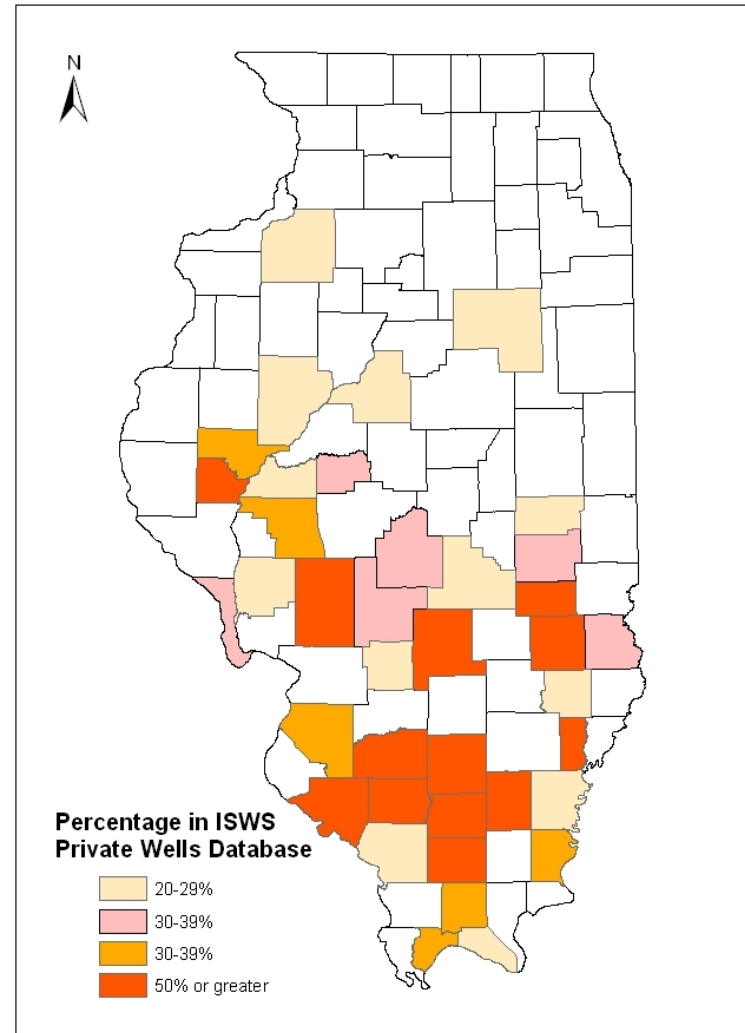 N
Percentage in ISWS
Private Wells Database
20-29%
30-39%
30-39%
50% or greater